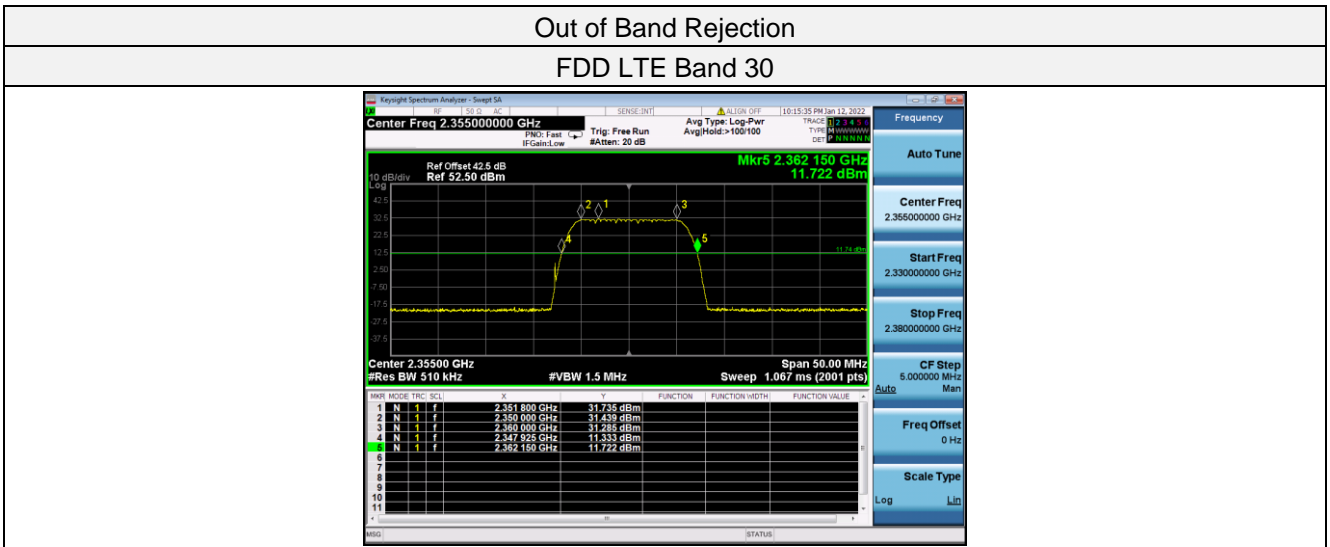 Out of Band Rejection
FDD LTE Band 30
Keysight Spectrum Analyzer - Swept SA
RF 50 Ω AC SENSE:INT ALIGN OFF 10:15:35 PM Jan 12, 2022
Center Freq 2.355000000 GHz Avg Type: Log-Pwr TRACE 1 2 3 4 5 6
PNO: Fast Trig: Free Run Avg|Hold:>100/100 TYPE M WWWWW
IFGain:Low #Atten: 20 dB DET P NNNNN
Mkr5 2.362 150 GHz
11.722 dBm
Ref Offset 42.5 dB
10 dB/div Ref 52.50 dBm
Log
42.5
32.5
22.5
12.5
2.50
-7.50
-17.5
-27.5
-37.5
2 1 3
4 5
11.74 dBm
Center 2.35500 GHz Span 50.00 MHz
#Res BW 510 kHz #VBW 1.5 MHz Sweep 1.067 ms (2001 pts)
MKR MODE TRC SCL X Y FUNCTION FUNCTION WIDTH FUNCTION VALUE
1 N 1 f 2.351 800 GHz 31.735 dBm
2 N 1 f 2.350 000 GHz 31.439 dBm
3 N 1 f 2.360 000 GHz 31.285 dBm
4 N 1 f 2.347 925 GHz 11.333 dBm
5 N 1 f 2.362 150 GHz 11.722 dBm
6
7
8
9
10
11
MSG STATUS
Frequency
Auto Tune
Center Freq
2.355000000 GHz
Start Freq
2.330000000 GHz
Stop Freq
2.380000000 GHz
CF Step
5.000000 MHz
Auto Man
Freq Offset
0 Hz
Scale Type
Log Lin